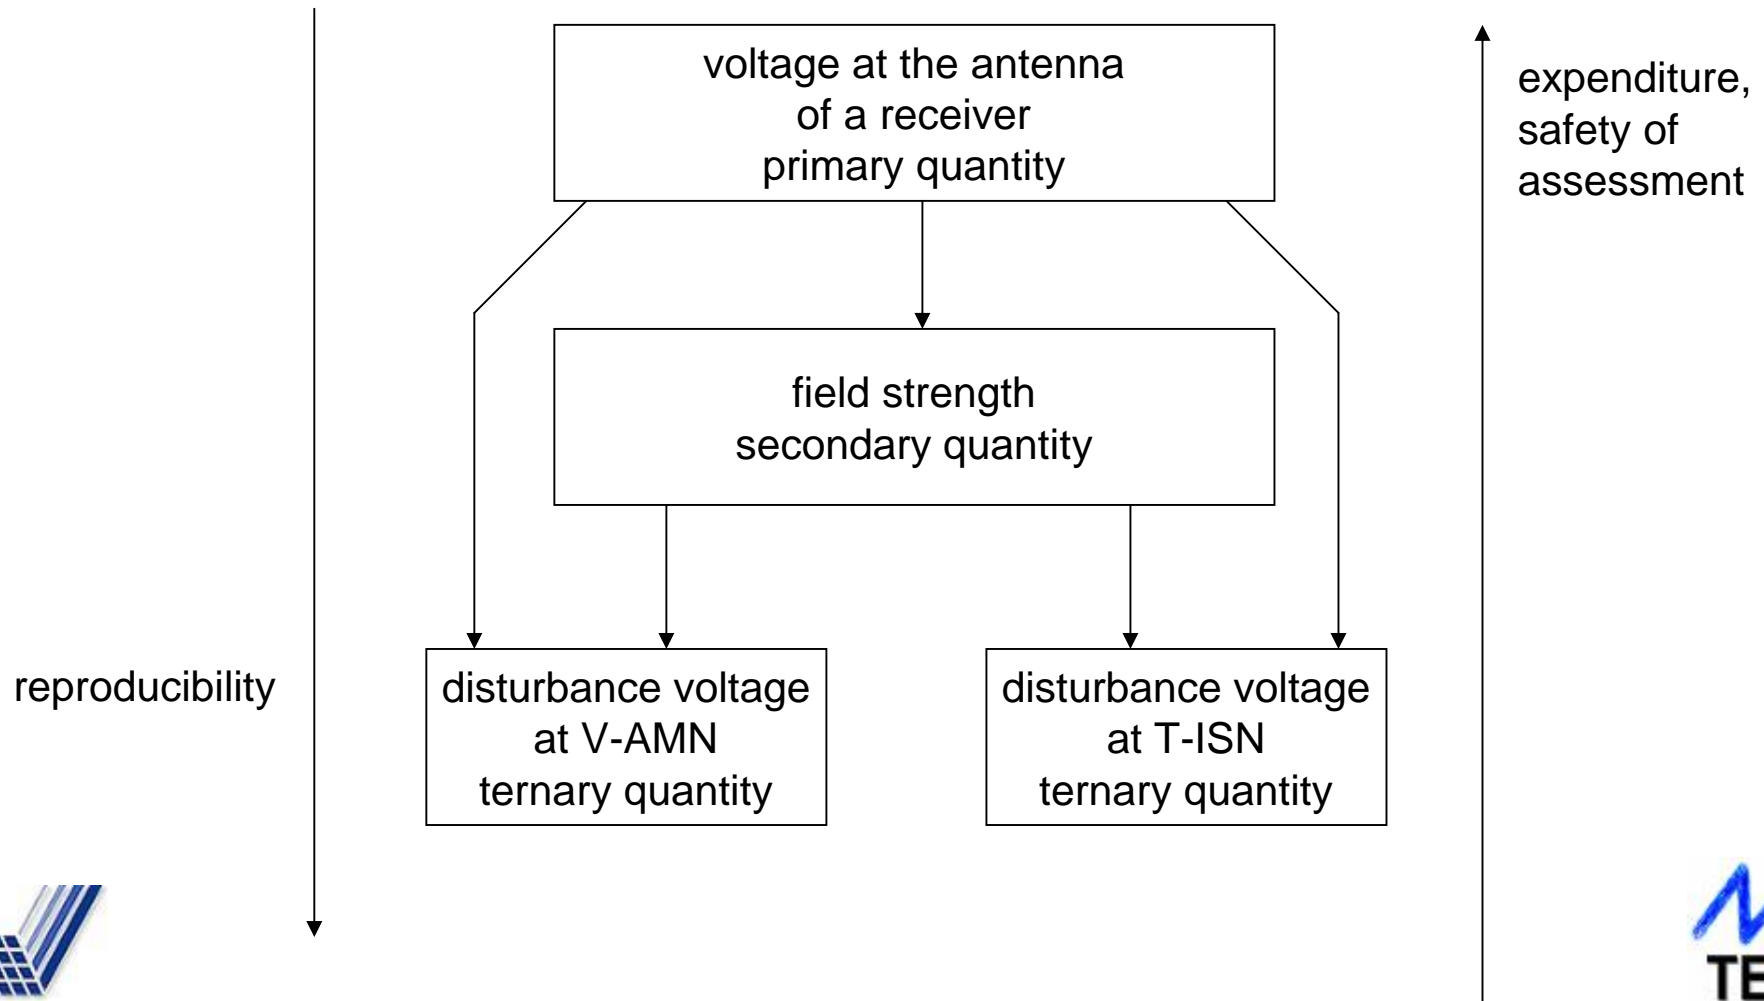 voltage at the antenna
of a receiver
primary quantity
expenditure,
safety of
assessment
field strength
secondary quantity
reproducibility
disturbance voltage
at V-AMN
ternary quantity
disturbance voltage
at T-ISN
ternary quantity